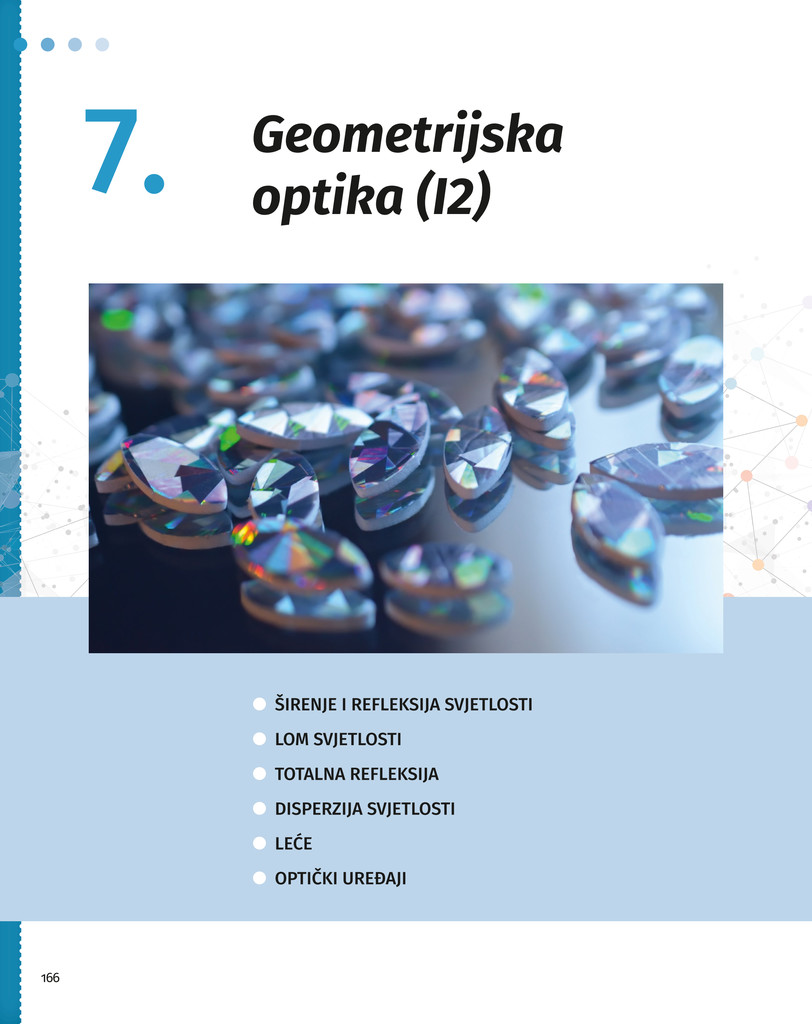 7.
Geometrijska
optika (I2)
ŠIRENJE I REFLEKSIJA SVJETLOSTI
LOM SVJETLOSTI
TOTALNA REFLEKSIJA
DISPERZIJA SVJETLOSTI
LEĆE
OPTIČKI UREĐAJI
166